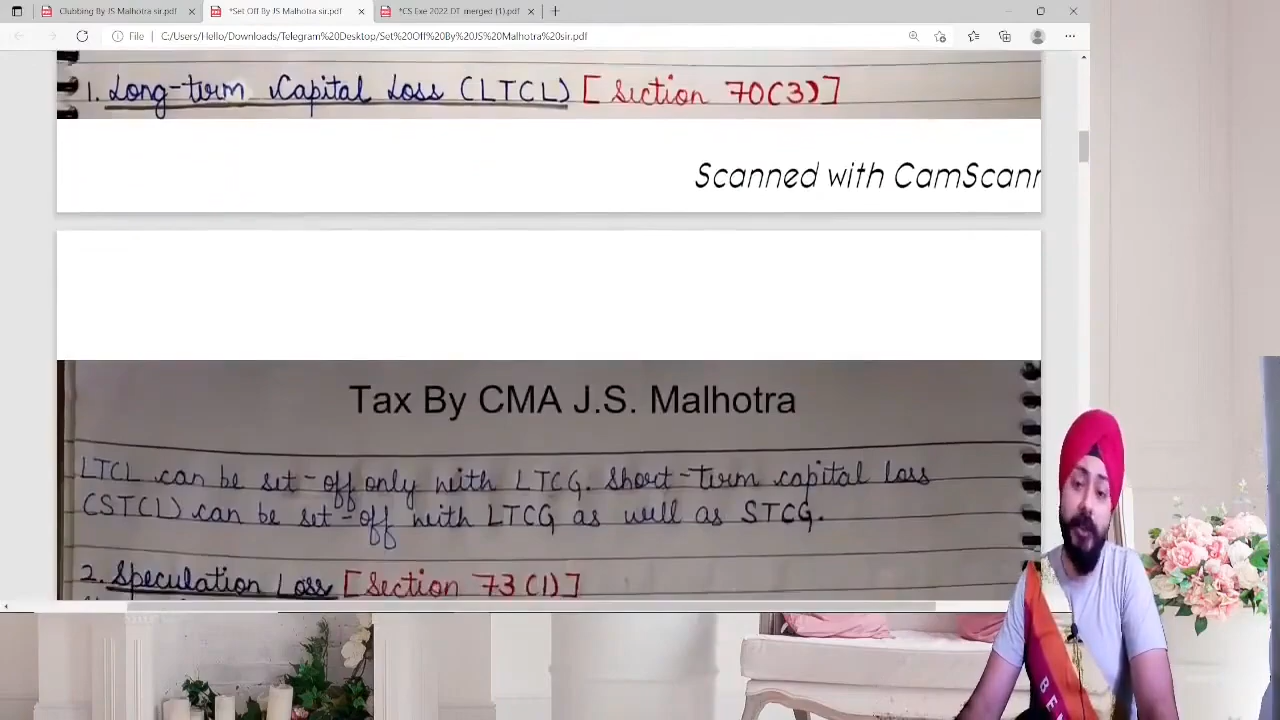 Clubbing By JS Malhotra sir.pdf
*Set Off By JS Malhotra sir.pdf
*CS Exe 2022 DT merged (1).pdf
File
C:/Users/Hello/Downloads/Telegram%20Desktop/Set%20Off%20By%20JS%20Malhotra%20sir.pdf
1. Long-term Capital Loss (LTCL) [Section 70(3)]
Scanned with CamScann
Tax By CMA J.S. Malhotra
LTCL can be set-off only with LTCG. Short-term capital loss
(STCL) can be set-off with LTCG as well as STCG.
2. Speculation Loss [Section 73(1)]